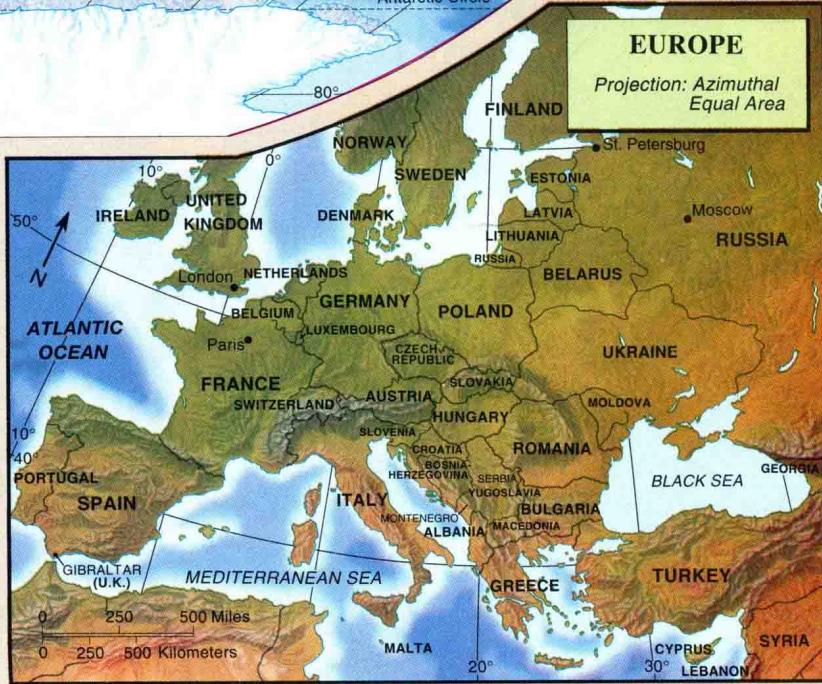 Antarctic Circle
80°
EUROPE
Projection: Azimuthal
Equal Area
FINLAND
NORWAY
St. Petersburg
10°
0°
SWEDEN
ESTONIA
UNITED
KINGDOM
IRELAND
DENMARK
LATVIA
Moscow
50°
LITHUANIA
RUSSIA
RUSSIA
N
London
NETHERLANDS
BELARUS
GERMANY
BELGIUM
POLAND
ATLANTIC
OCEAN
LUXEMBOURG
Paris
CZECH
REPUBLIC
UKRAINE
FRANCE
SLOVAKIA
SWITZERLAND
AUSTRIA
MOLDOVA
HUNGARY
10°
SLOVENIA
ROMANIA
40°
CROATIA
BOSNIA-
HERZEGOVINA
GEORGIA
PORTUGAL
SERBIA
BLACK SEA
SPAIN
ITALY
YUGOSLAVIA
BULGARIA
MONTENEGRO
MACEDONIA
ALBANIA
GIBRALTAR
(U.K.)
MEDITERRANEAN SEA
TURKEY
GREECE
0 250 500 Miles
0 250 500 Kilometers
MALTA
CYPRUS
SYRIA
20°
30°
LEBANON